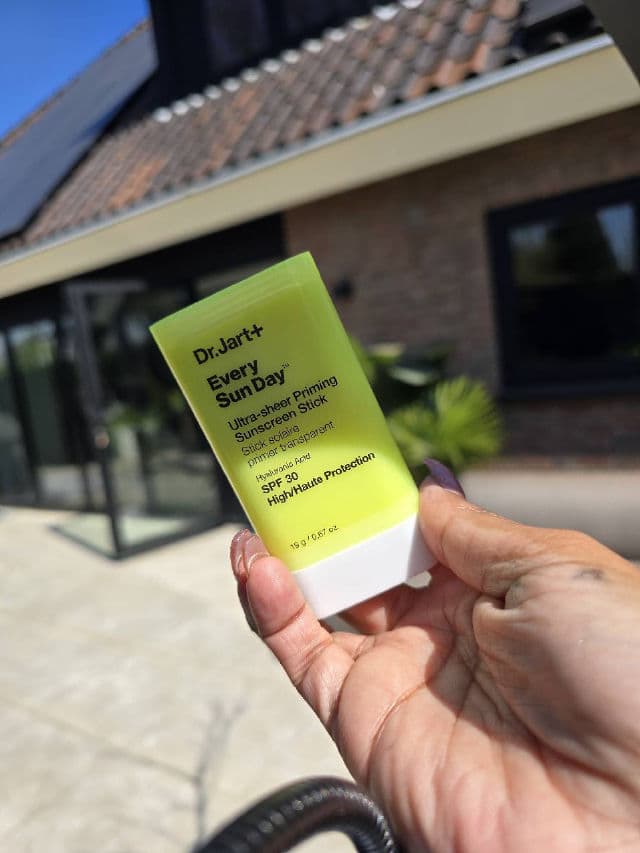 Dr.Jart+
Every
Sun Day™
Ultra-sheer Priming
Sunscreen Stick
Stick solaire
primer transparent
Hyaluronic Acid
SPF 30
High/Haute Protection
19 g / 0.67 oz.